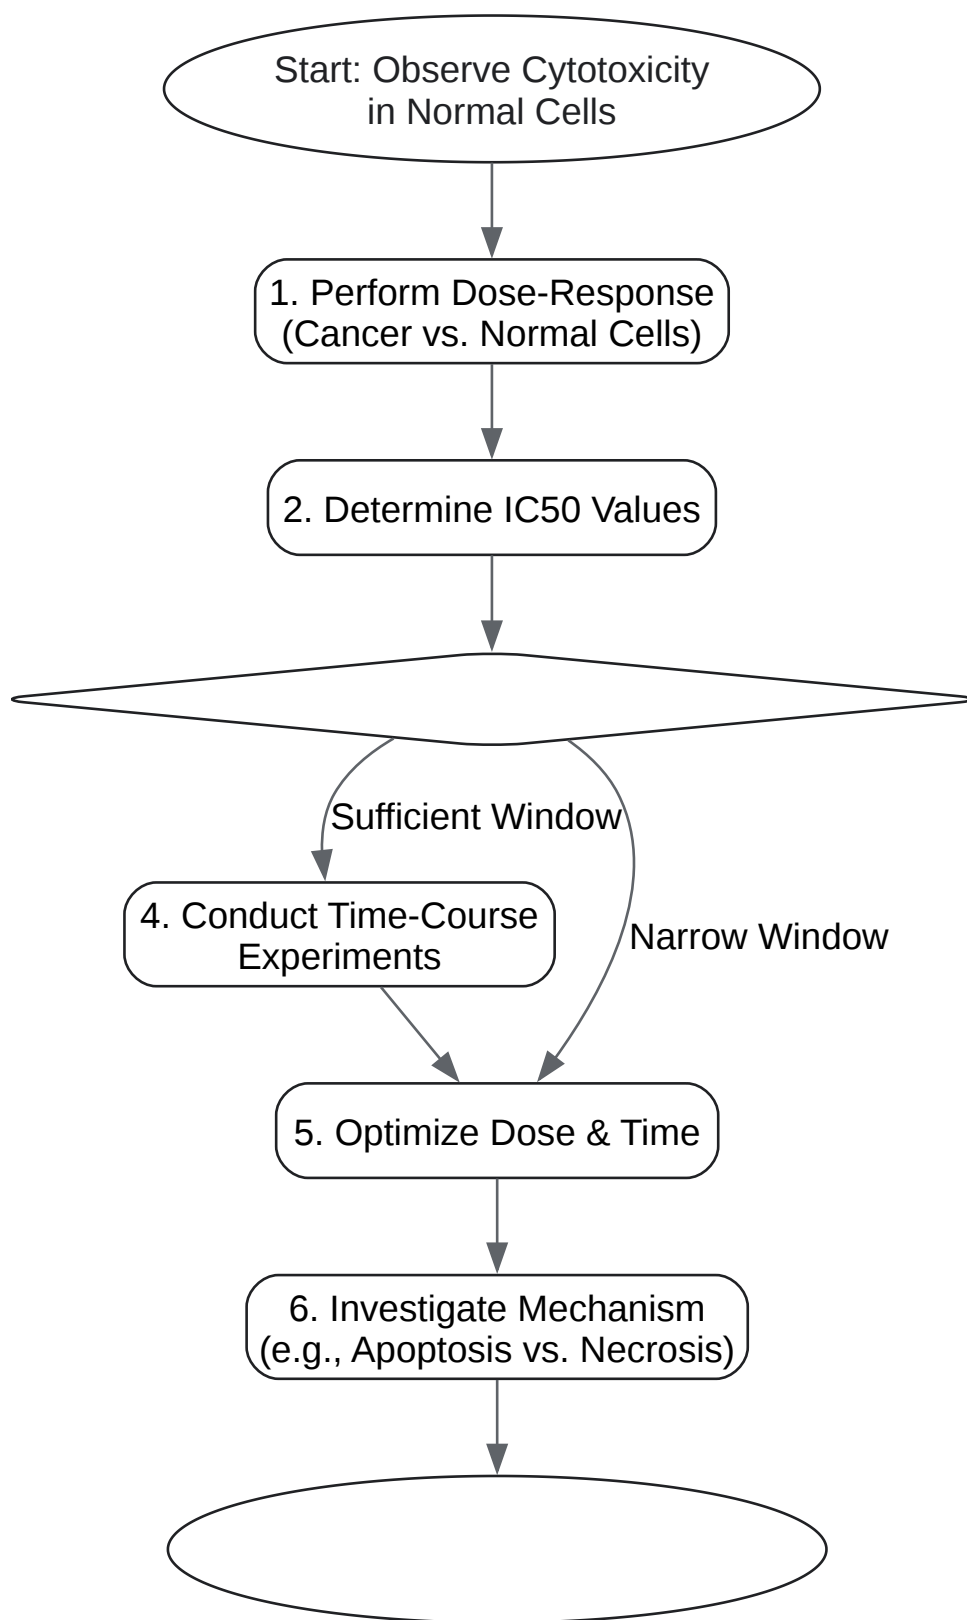 Start: Observe Cytotoxicity
in Normal Cells
1. Perform Dose-Response
(Cancer vs. Normal Cells)
2. Determine IC50 Values
Sufficient Window
4. Conduct Time-Course
Experiments
Narrow Window
5. Optimize Dose & Time
6. Investigate Mechanism
(e.g., Apoptosis vs. Necrosis)